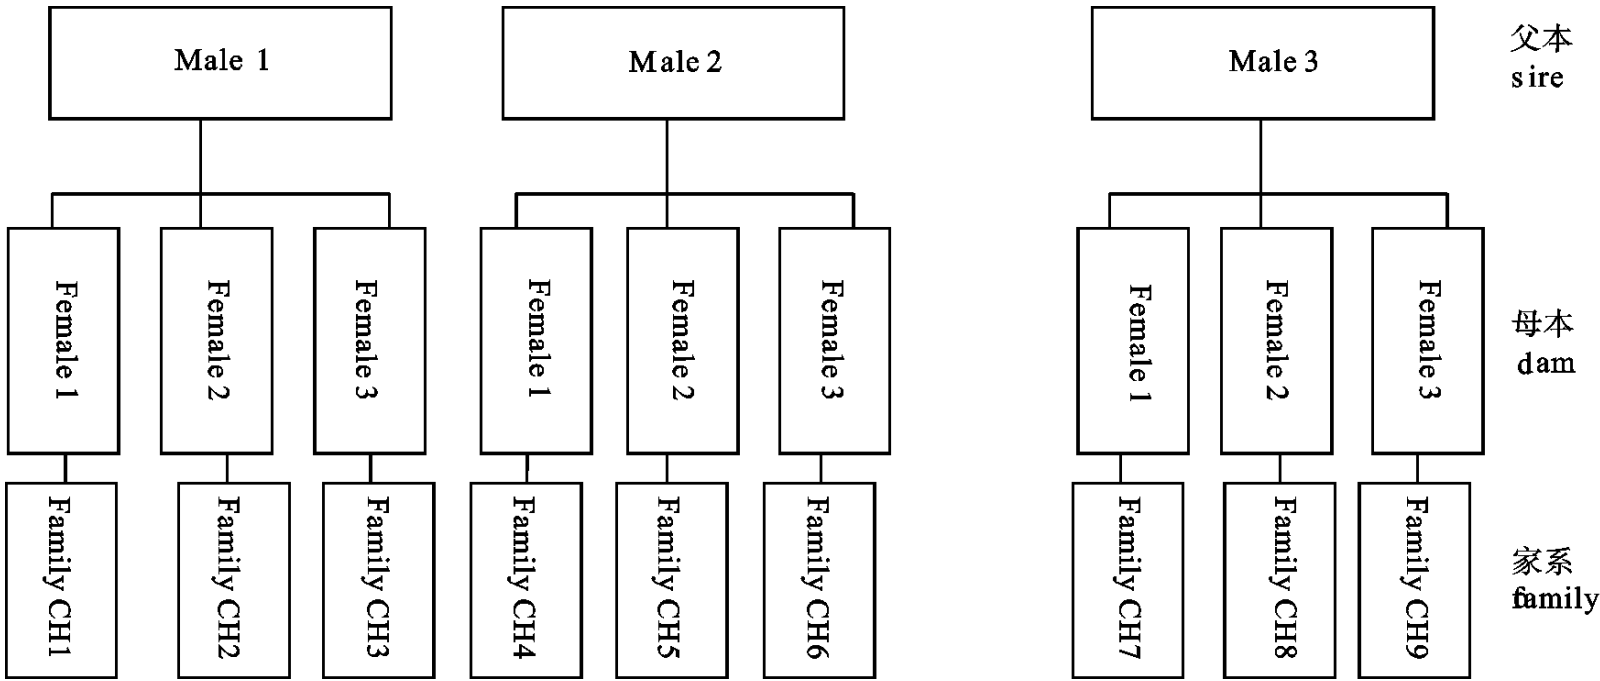 Male 1
Male 2
Male 3
父本
sire
Female 1
Female 2
Female 3
Female 1
Female 2
Female 3
Female 1
Female 2
Female 3
母本
dam
Family CH1
Family CH2
Family CH3
Family CH4
Family CH5
Family CH6
Family CH7
Family CH8
Family CH9
家系
family